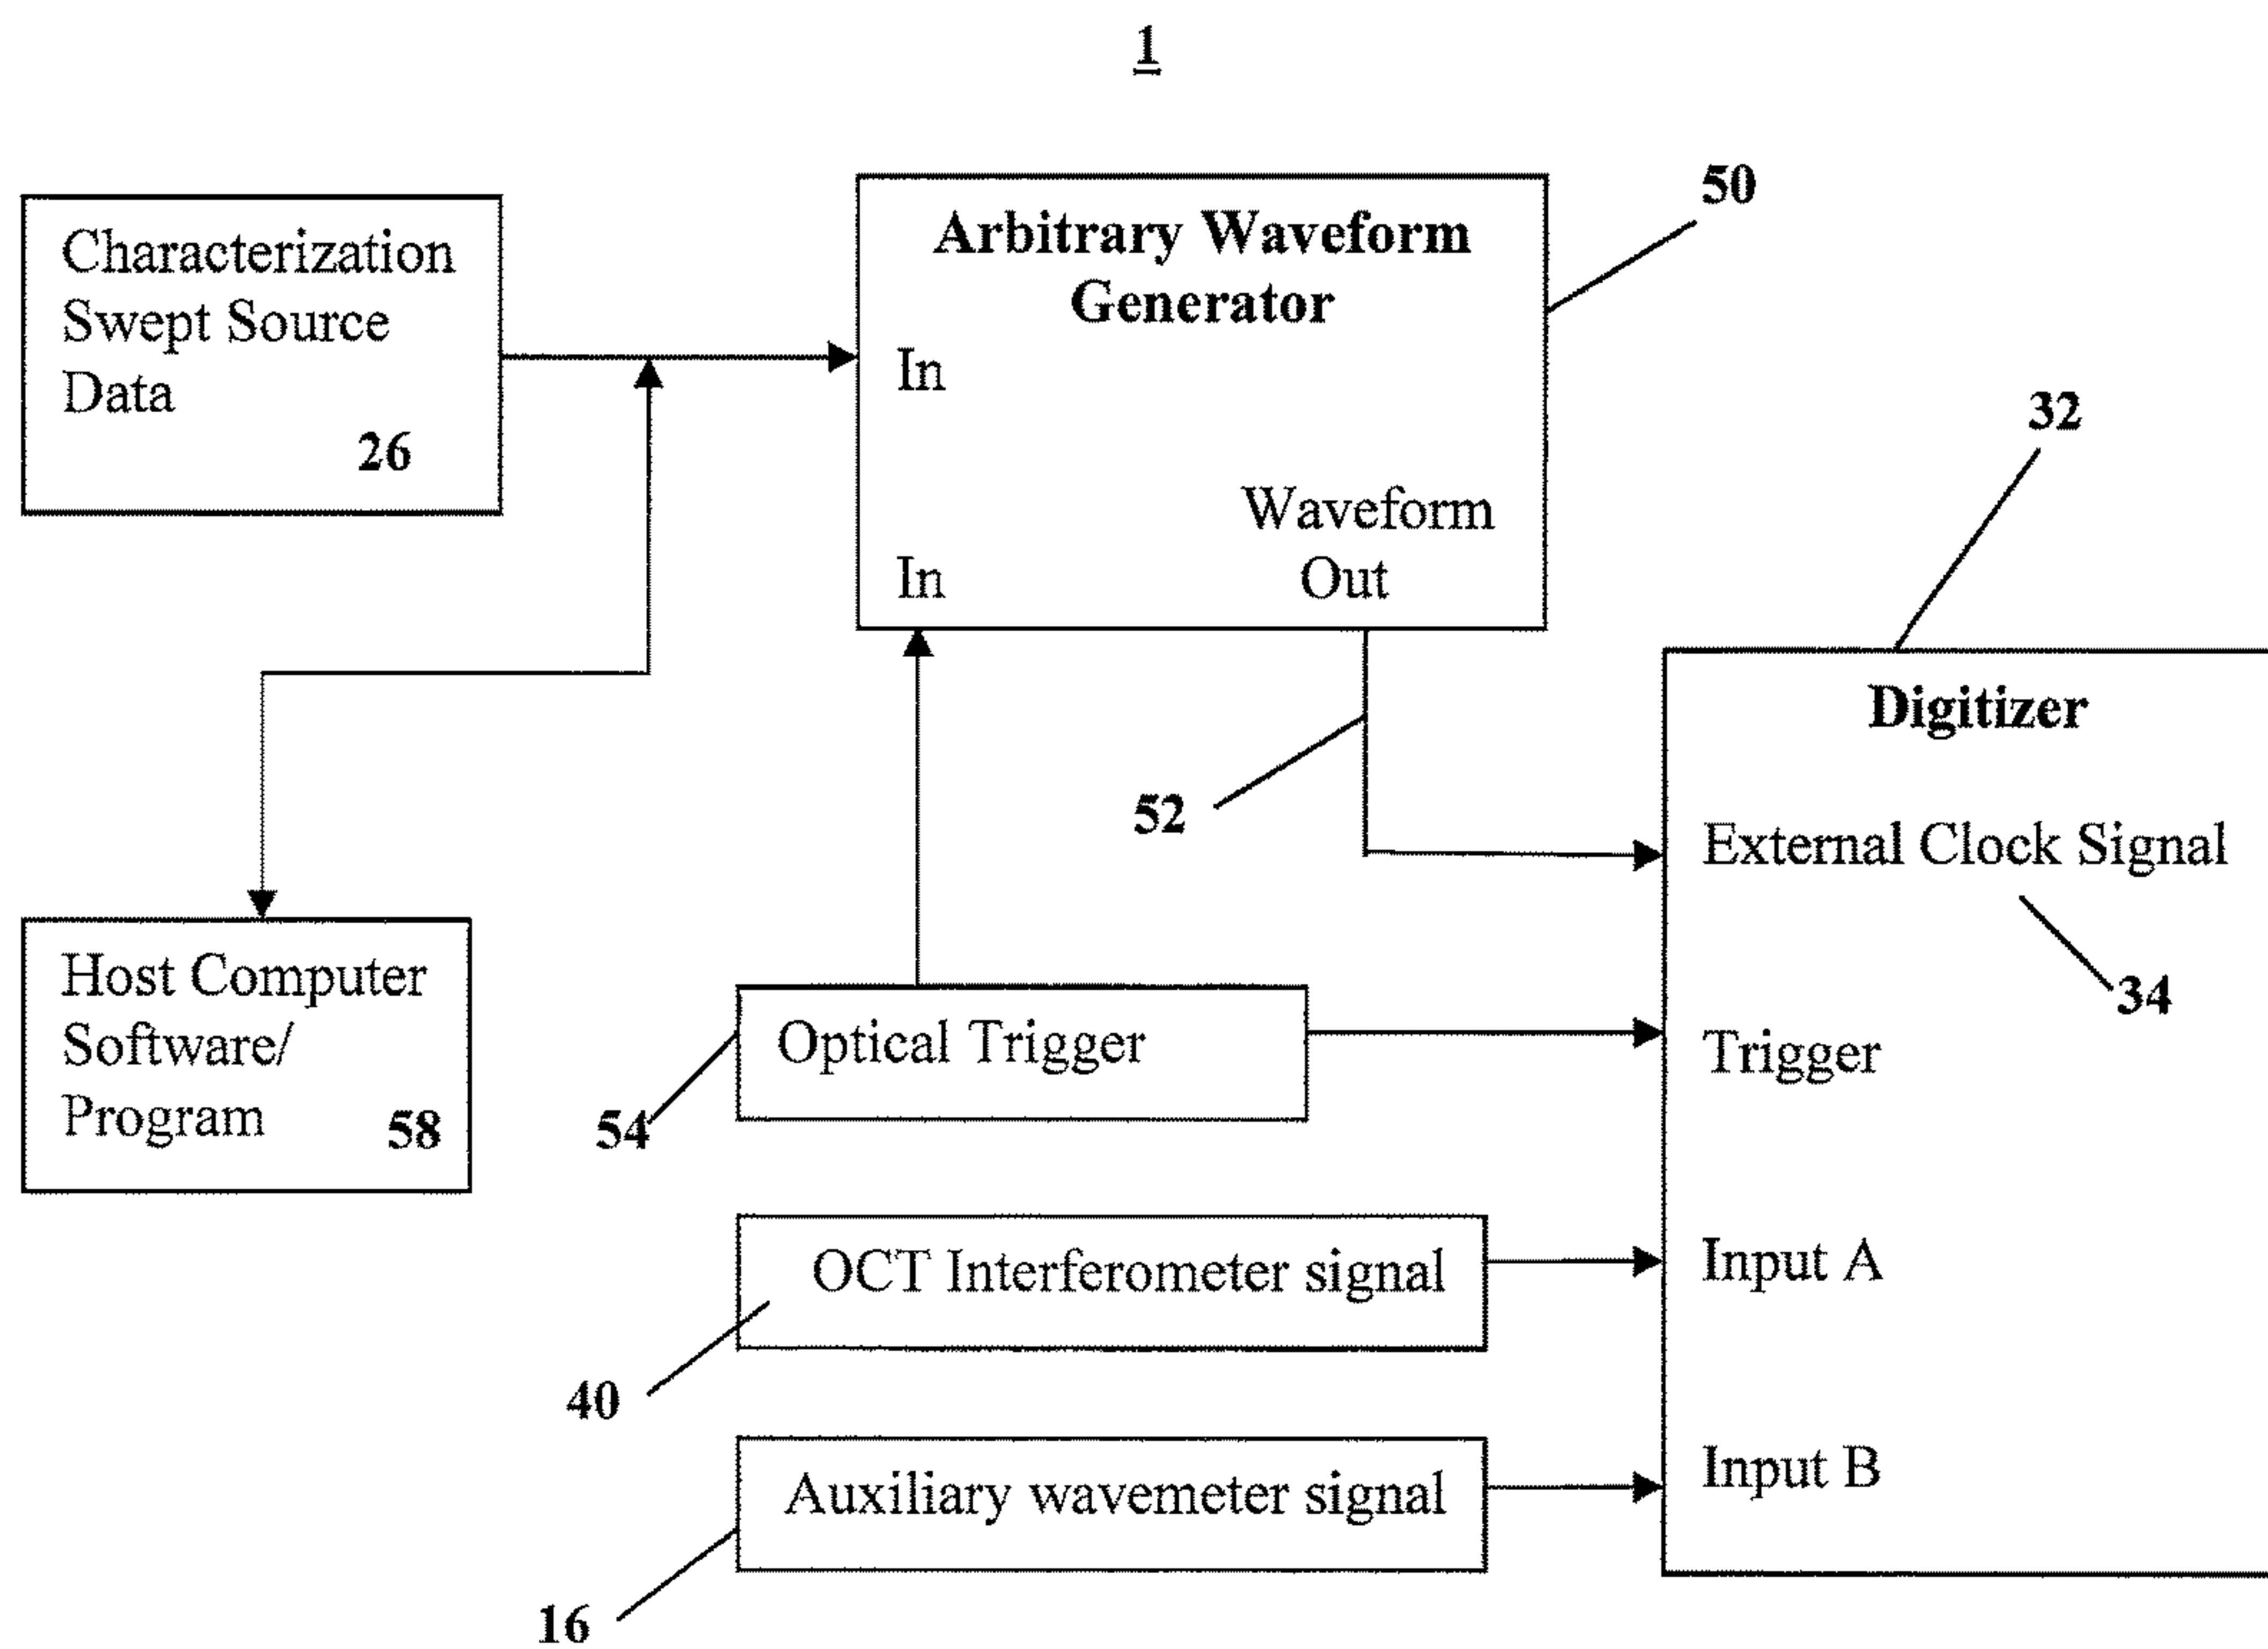 1
Characterization
Swept Source
Data
26
Arbitrary Waveform
Generator
In
In
Waveform
Out
50
32
52
Digitizer
External Clock Signal
34
Trigger
Input A
Input B
Host Computer
Software/
Program
58
Optical Trigger
54
OCT Interferometer signal
40
Auxiliary wavemeter signal
16